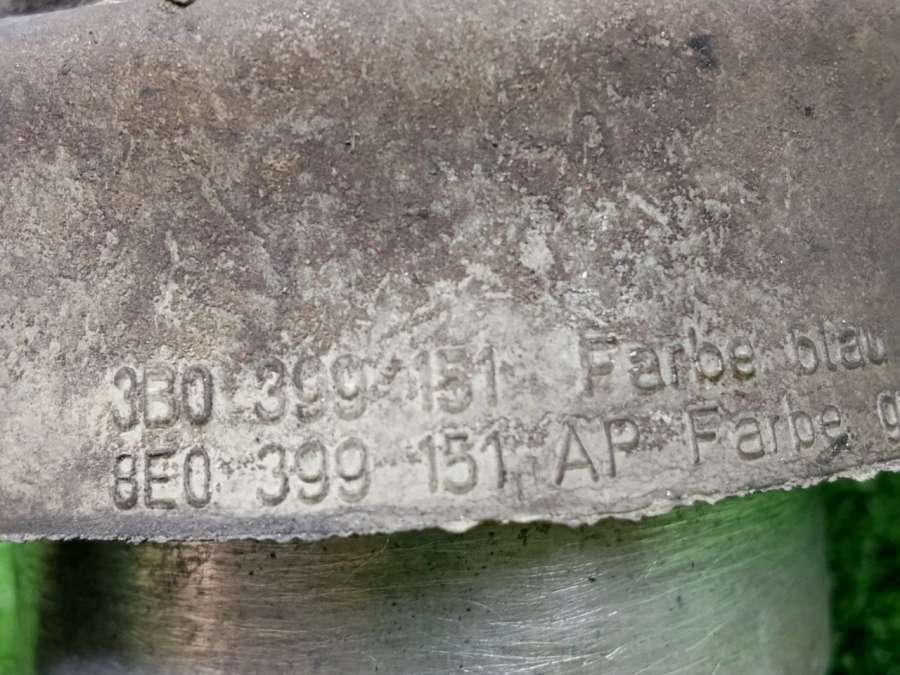 3B0 399 151 Farbe blau
8E0 399 151 AP Farbe g